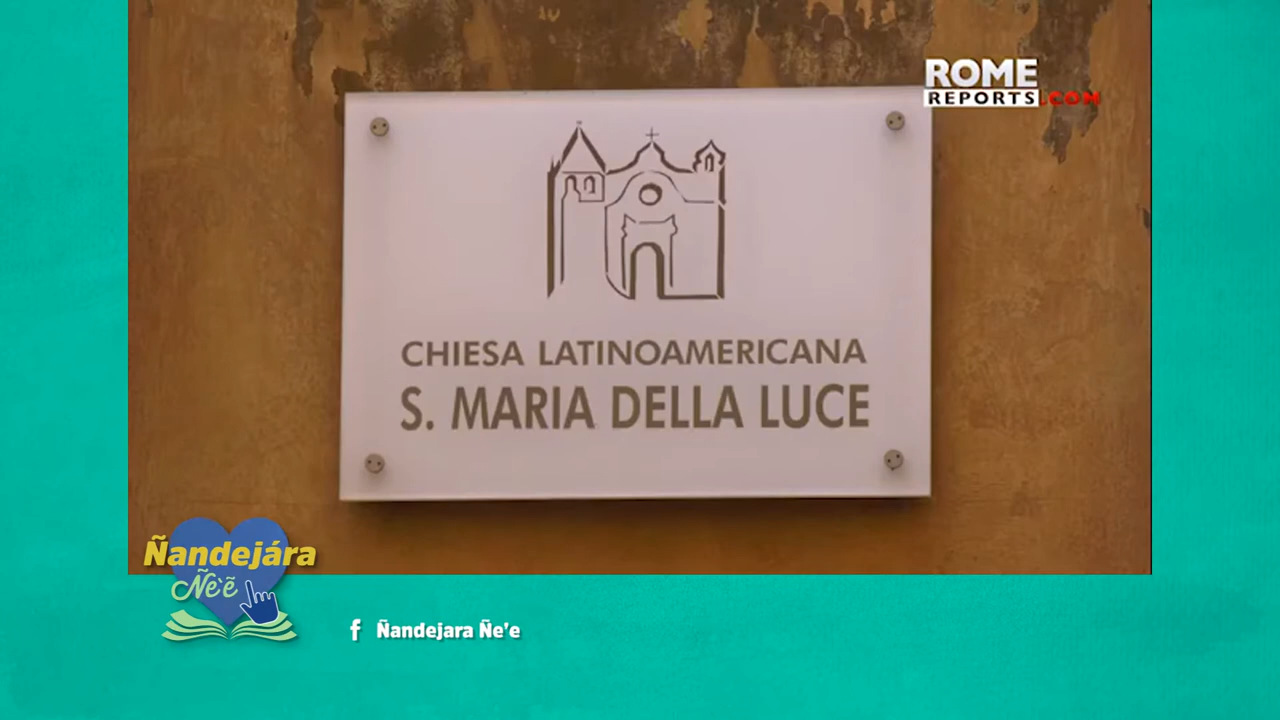 ROME
REPORTS.COM
CHIESA LATINOAMERICANA
S. MARIA DELLA LUCE
Ñandejára
Ñe'ẽ
Ñandejara Ñe'e